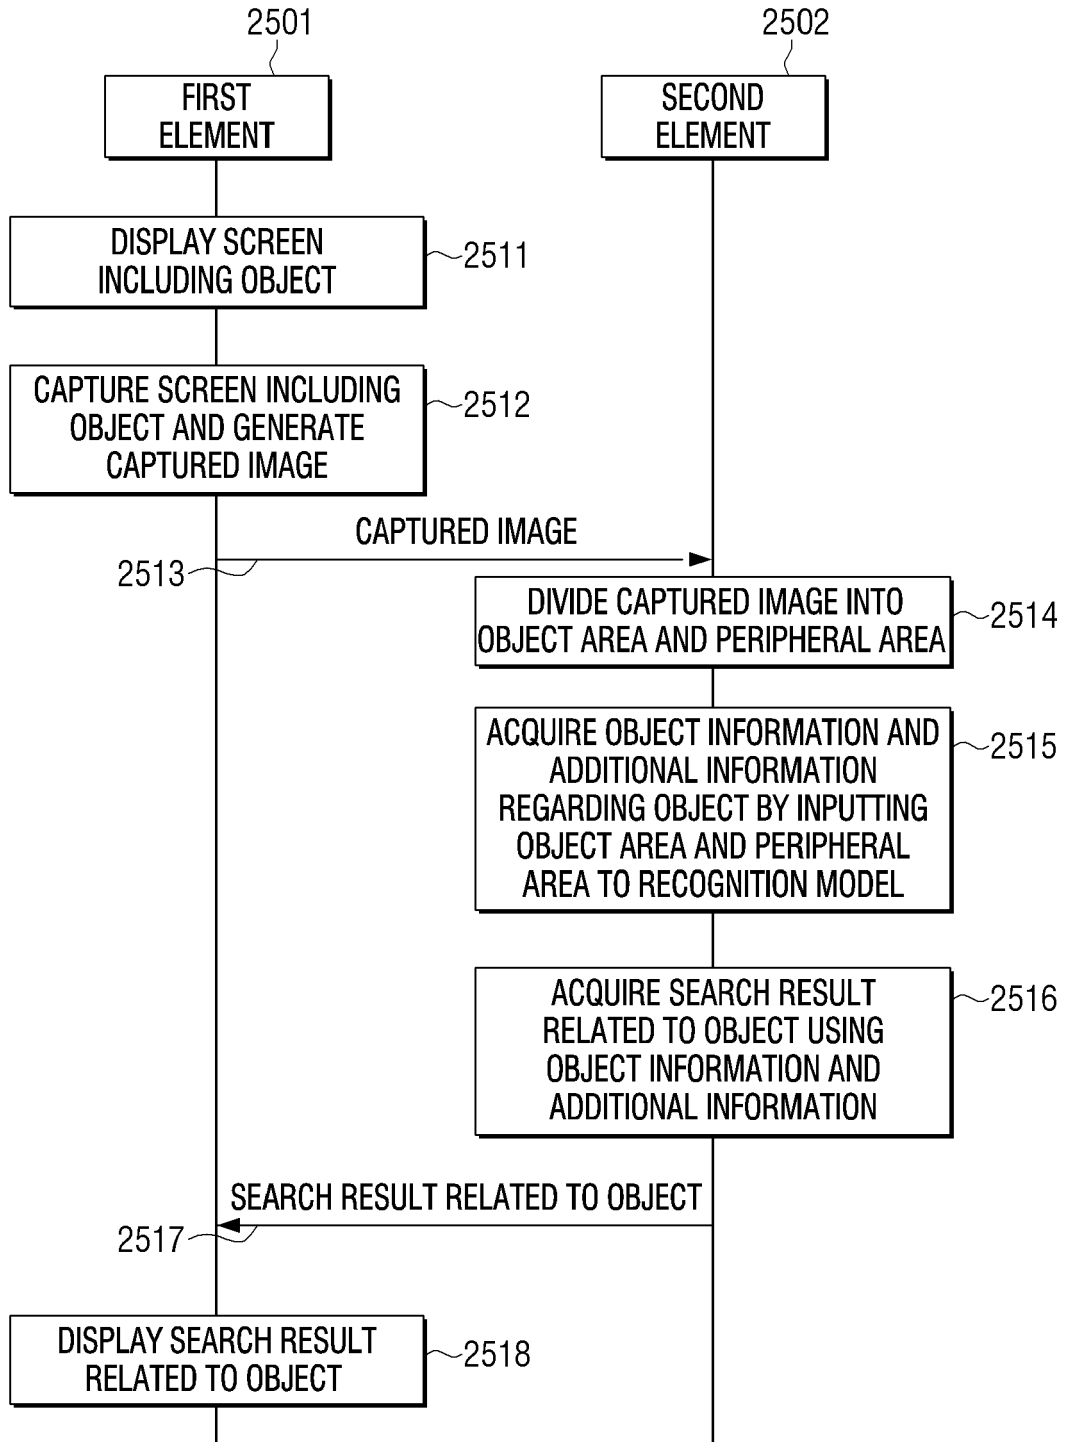 2501
2502
FIRST
ELEMENT
SECOND
ELEMENT
DISPLAY SCREEN
INCLUDING OBJECT
2511
CAPTURE SCREEN INCLUDING
OBJECT AND GENERATE
CAPTURED IMAGE
2512
CAPTURED IMAGE
2513
DIVIDE CAPTURED IMAGE INTO
OBJECT AREA AND PERIPHERAL AREA
2514
ACQUIRE OBJECT INFORMATION AND
ADDITIONAL INFORMATION
REGARDING OBJECT BY INPUTTING
OBJECT AREA AND PERIPHERAL
AREA TO RECOGNITION MODEL
2515
ACQUIRE SEARCH RESULT
RELATED TO OBJECT USING
OBJECT INFORMATION AND
ADDITIONAL INFORMATION
2516
SEARCH RESULT RELATED TO OBJECT
2517
DISPLAY SEARCH RESULT
RELATED TO OBJECT
2518